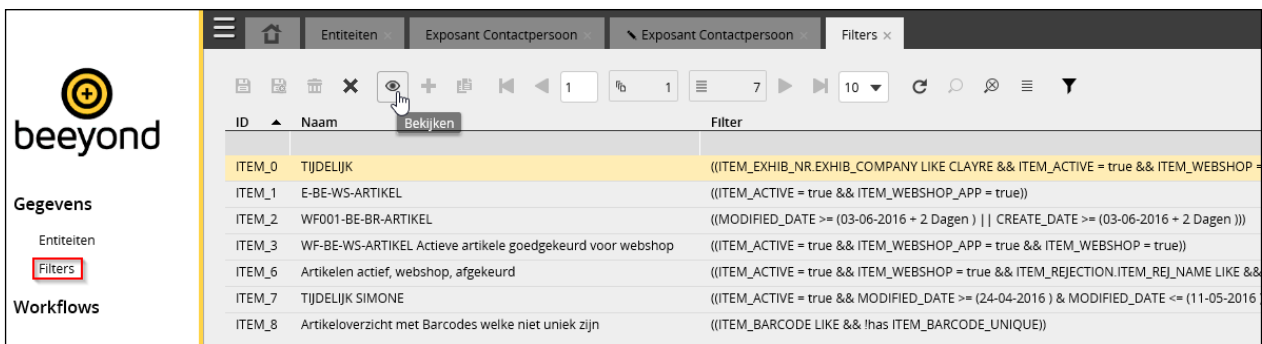 Entiteiten ×
Exposant Contactpersoon ×
Exposant Contactpersoon ×
Filters ×
1
1
7
10
Bekijken
beeyond
Gegevens
Entiteiten
Filters
Workflows
ID Naam Filter
ITEM_0 TIJDELIJK ((ITEM_EXHIB_NR.EXHIB_COMPANY LIKE CLAYRE && ITEM_ACTIVE = true && ITEM_WEBSHOP =
ITEM_1 E-BE-WS-ARTIKEL ((ITEM_ACTIVE = true && ITEM_WEBSHOP_APP = true))
ITEM_2 WF001-BE-BR-ARTIKEL ((MODIFIED_DATE >= (03-06-2016 + 2 Dagen ) || CREATE_DATE >= (03-06-2016 + 2 Dagen )))
ITEM_3 WF-BE-WS-ARTIKEL Actieve artikele goedgekeurd voor webshop ((ITEM_ACTIVE = true && ITEM_WEBSHOP_APP = true && ITEM_WEBSHOP = true))
ITEM_6 Artikelen actief, webshop, afgekeurd ((ITEM_ACTIVE = true && ITEM_WEBSHOP = true && ITEM_REJECTION.ITEM_REJ_NAME LIKE &&
ITEM_7 TIJDELIJK SIMONE ((ITEM_ACTIVE = true && MODIFIED_DATE >= (24-04-2016 ) & MODIFIED_DATE <= (11-05-2016 )
ITEM_8 Artikeloverzicht met Barcodes welke niet uniek zijn ((ITEM_BARCODE LIKE && !has ITEM_BARCODE_UNIQUE))